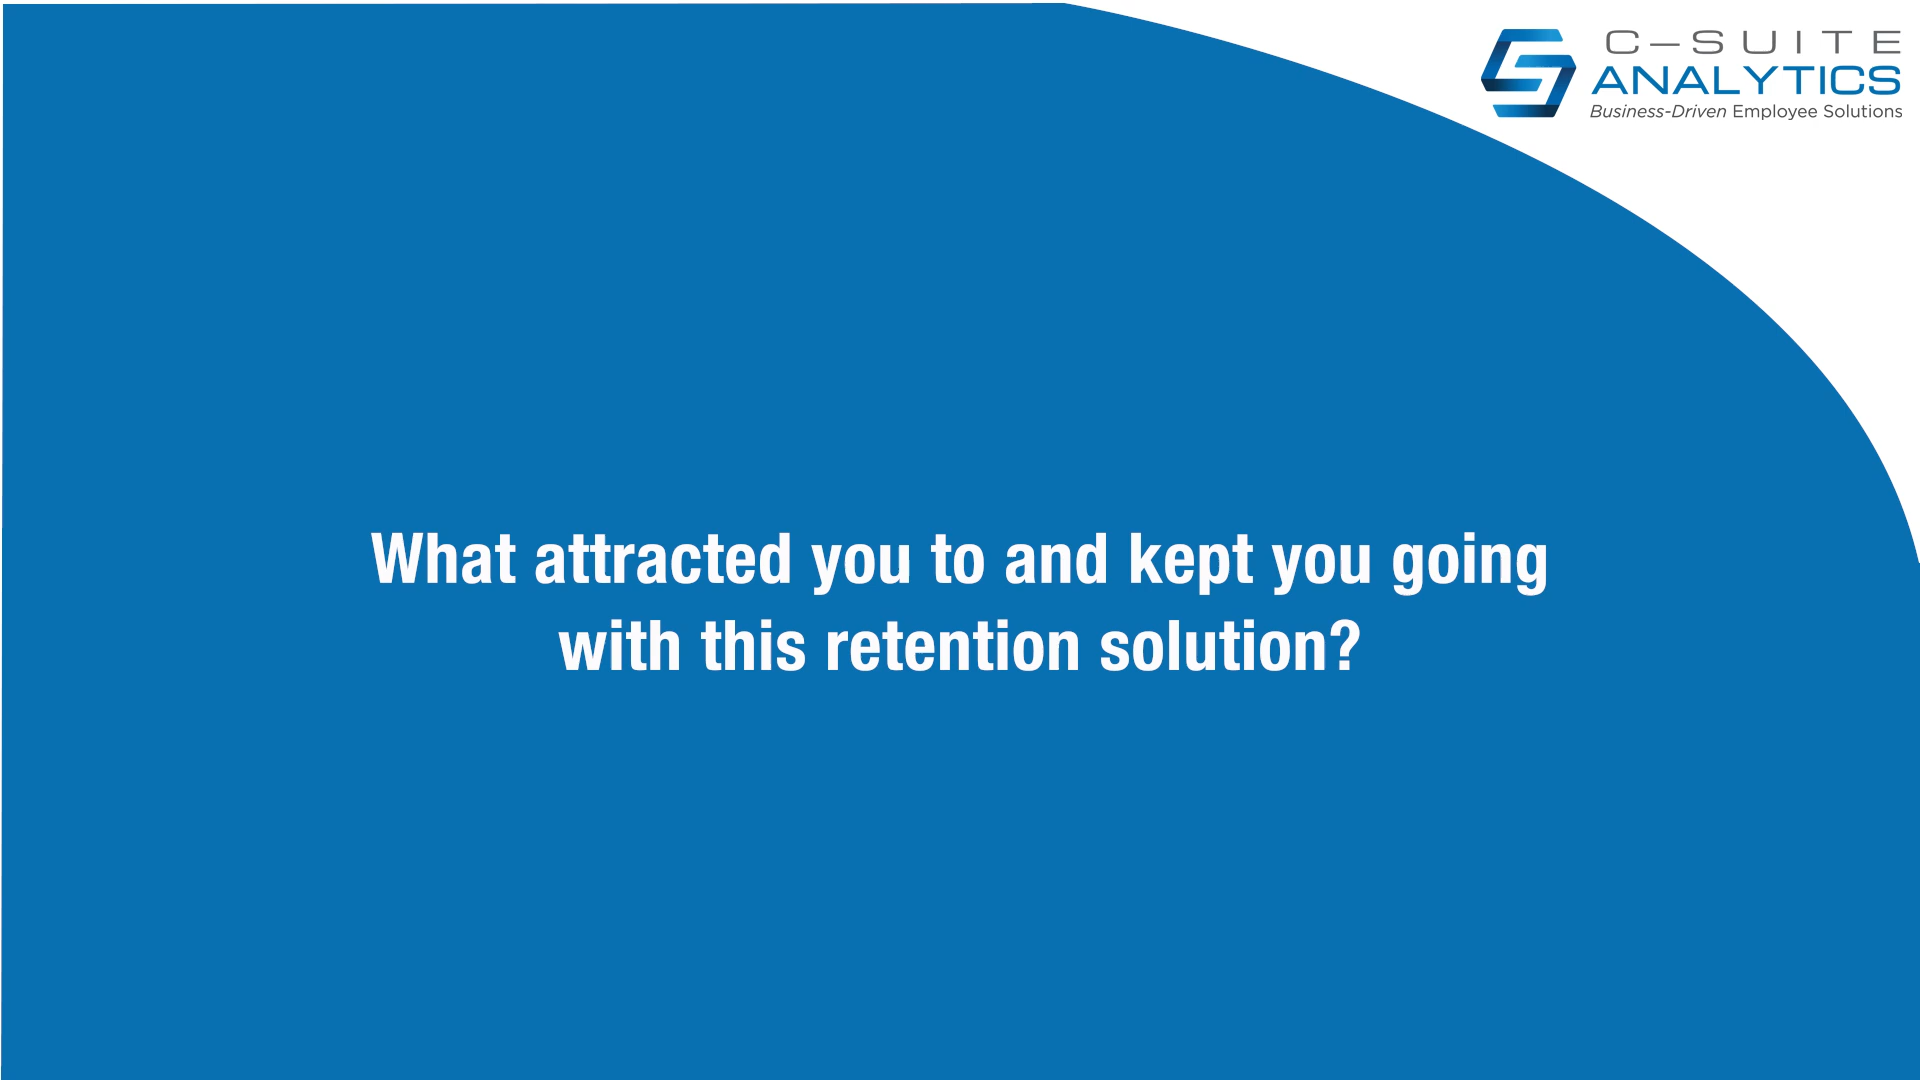 C–SUITE
ANALYTICS
Business-Driven Employee Solutions
What attracted you to and kept you going
with this retention solution?